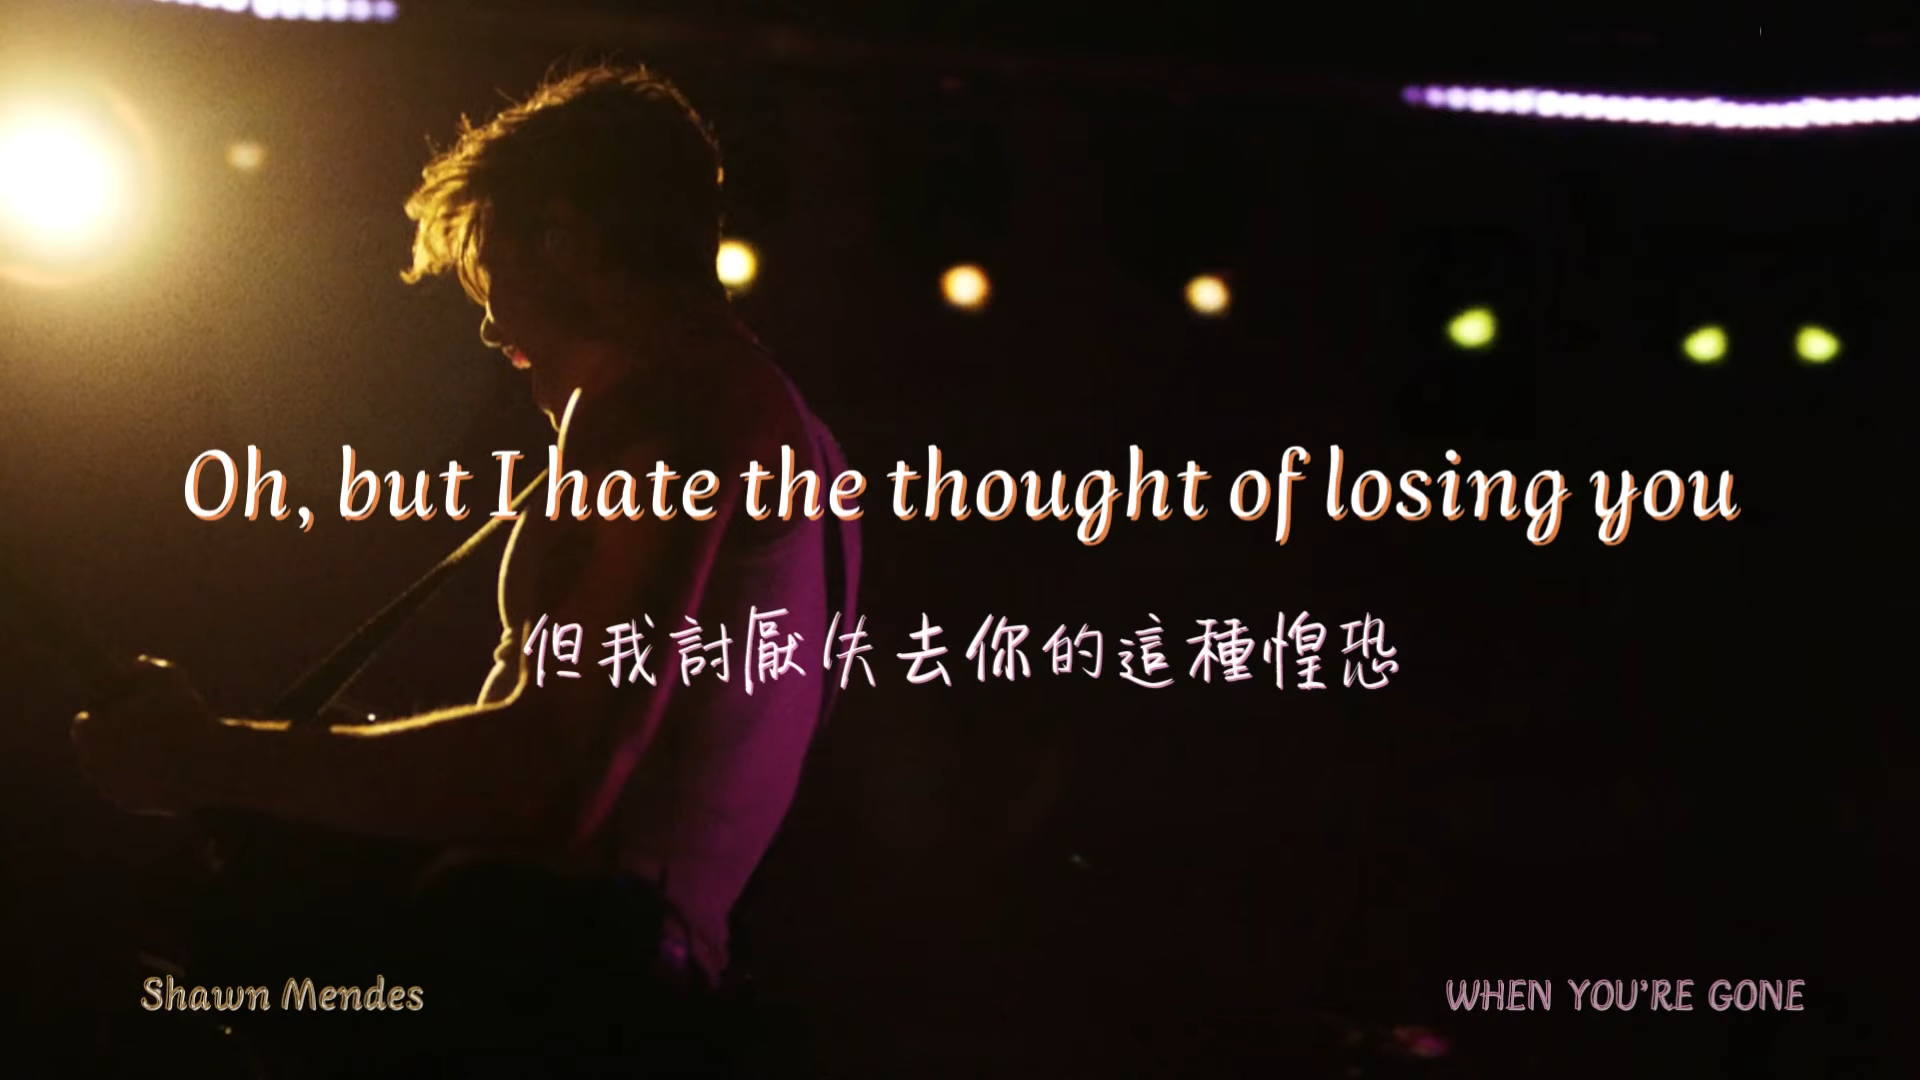 Oh, but I hate the thought of losing you
但我討厭失去你的這種惶恐
Shawn Mendes
WHEN YOU'RE GONE